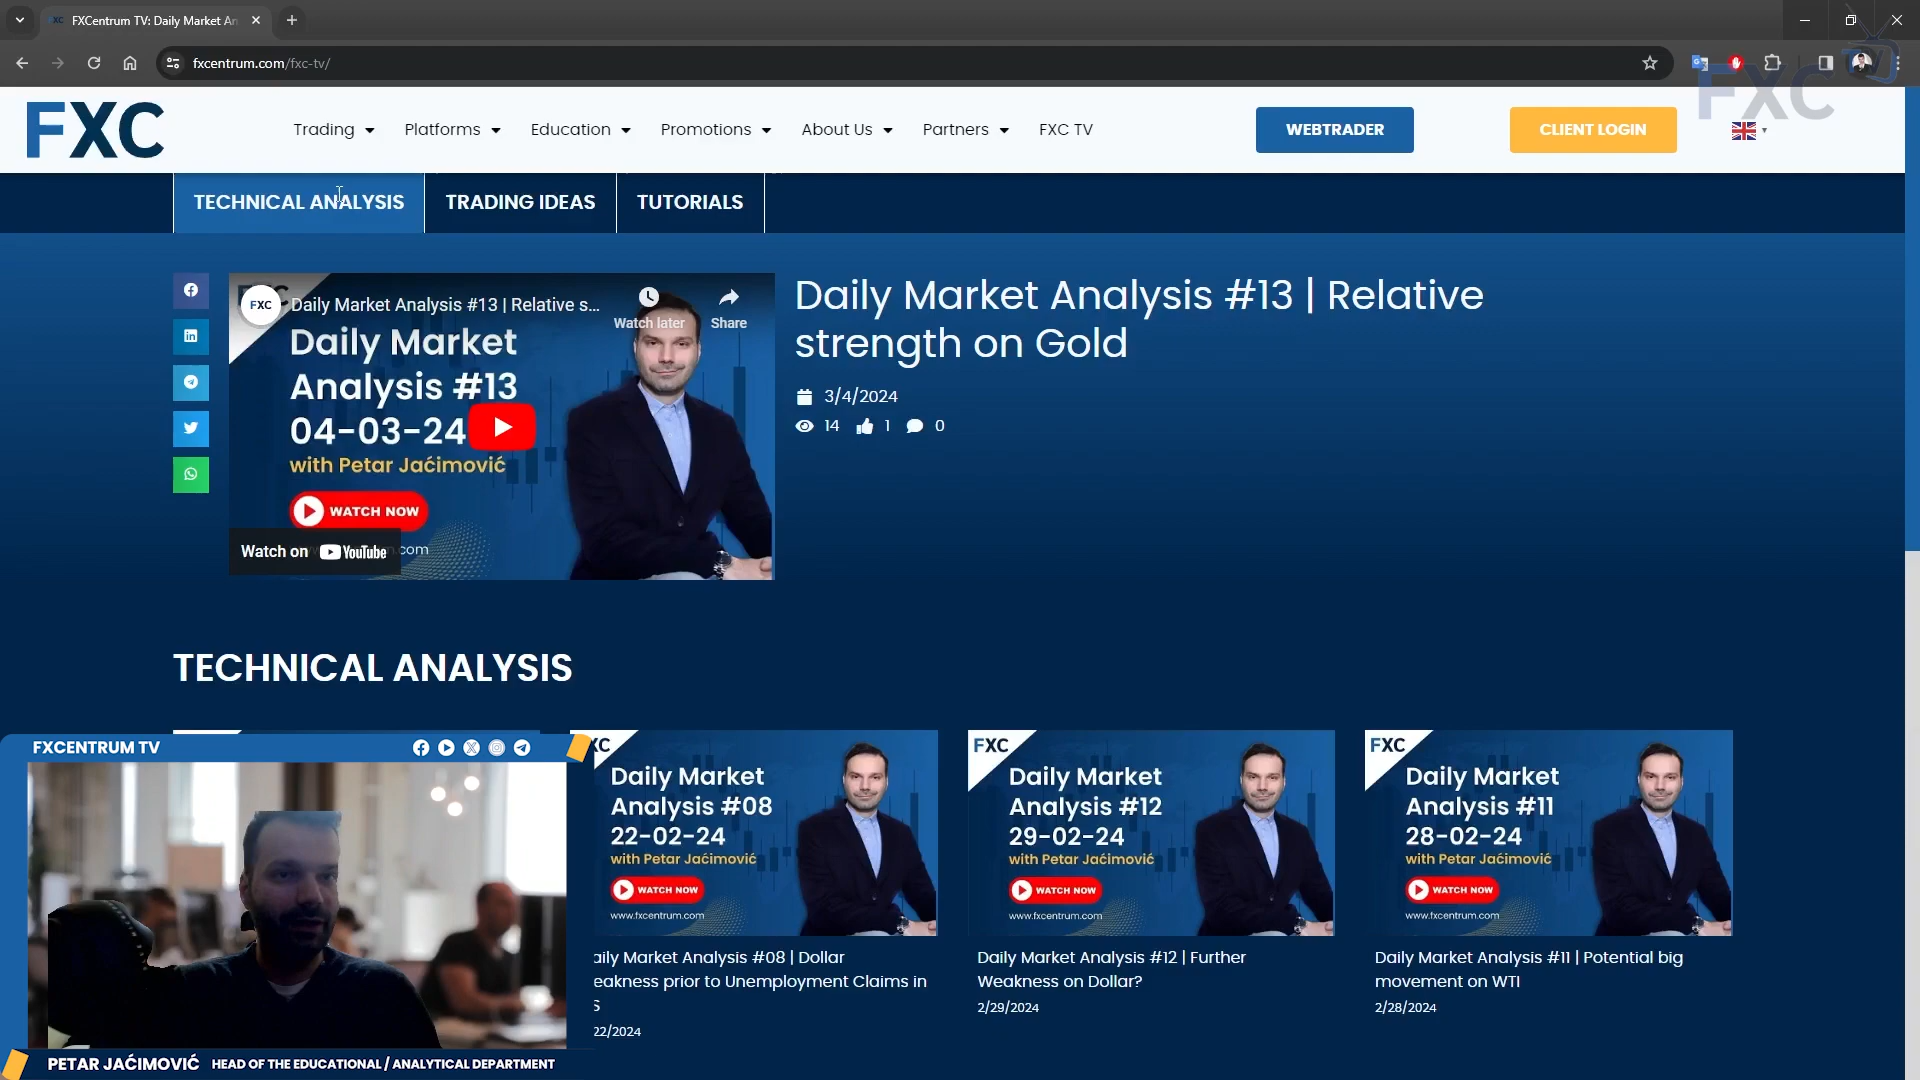 FXCentrum TV: Daily Market An
fxcentrum.com/fxc-tv/
FXC
FXC
Trading
Platforms
Education
Promotions
About Us
Partners
FXC TV
WEBTRADER
CLIENT LOGIN
TECHNICAL ANALYSIS
TRADING IDEAS
TUTORIALS
FXC
Daily Market Analysis #13 | Relative s...
Watch later
Share
Daily Market
Analysis #13
04-03-24
with Petar Jaćimović
WATCH NOW
Watch on YouTube
.com
Daily Market Analysis #13 | Relative
strength on Gold
3/4/2024
14
1
0
TECHNICAL ANALYSIS
FXCENTRUM TV
XC
Daily Market
Analysis #08
22-02-24
with Petar Jaćimović
WATCH NOW
www.fxcentrum.com
aily Market Analysis #08 | Dollar
eakness prior to Unemployment Claims in
S
22/2024
FXC
Daily Market
Analysis #12
29-02-24
with Petar Jaćimović
WATCH NOW
www.fxcentrum.com
Daily Market Analysis #12 | Further
Weakness on Dollar?
2/29/2024
FXC
Daily Market
Analysis #11
28-02-24
with Petar Jaćimović
WATCH NOW
www.fxcentrum.com
Daily Market Analysis #11 | Potential big
movement on WTI
2/28/2024
PETAR JAĆIMOVIĆ HEAD OF THE EDUCATIONAL / ANALYTICAL DEPARTMENT